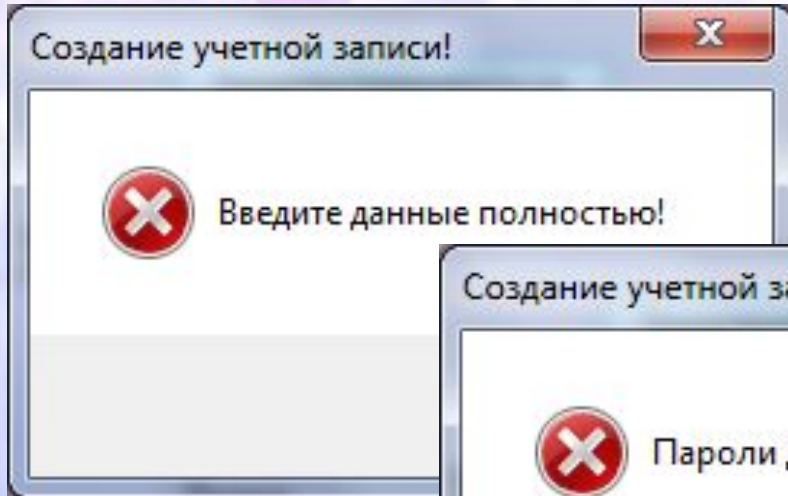 Создание учетной записи!
Введите данные полностью!
Создание учетной
Пароли